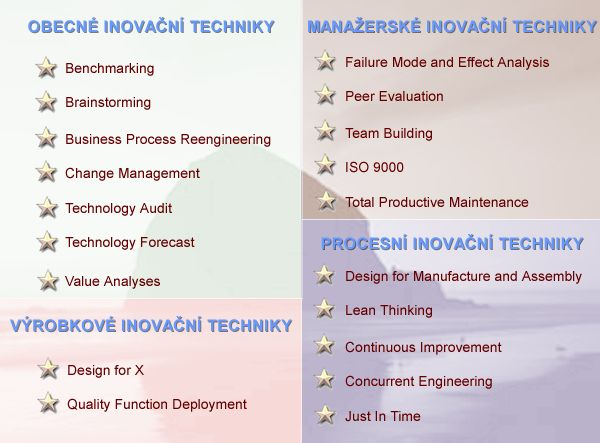 OBECNÉ INOVAČNÍ TECHNIKY
Benchmarking
Brainstorming
Business Process Reengineering
Change Management
Technology Audit
Technology Forecast
Value Analyses
MANAŽERSKÉ INOVAČNÍ TECHNIKY
Failure Mode and Effect Analysis
Peer Evaluation
Team Building
ISO 9000
Total Productive Maintenance
VÝROBKOVÉ INOVAČNÍ TECHNIKY
Design for X
Quality Function Deployment
PROCESNÍ INOVAČNÍ TECHNIKY
Design for Manufacture and Assembly
Lean Thinking
Continuous Improvement
Concurrent Engineering
Just In Time